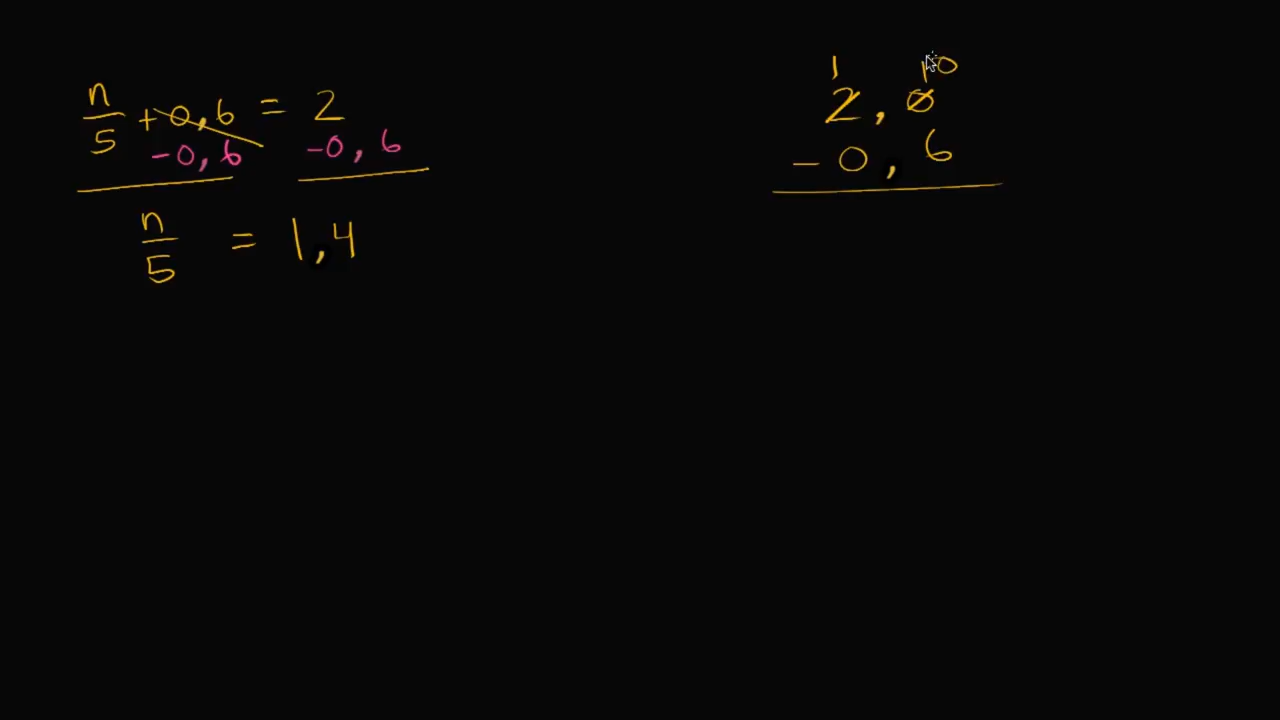 n/5 + 0,6 = 2
-0,6 -0,6
n/5 = 1,4
1 10
2,0
- 0,6